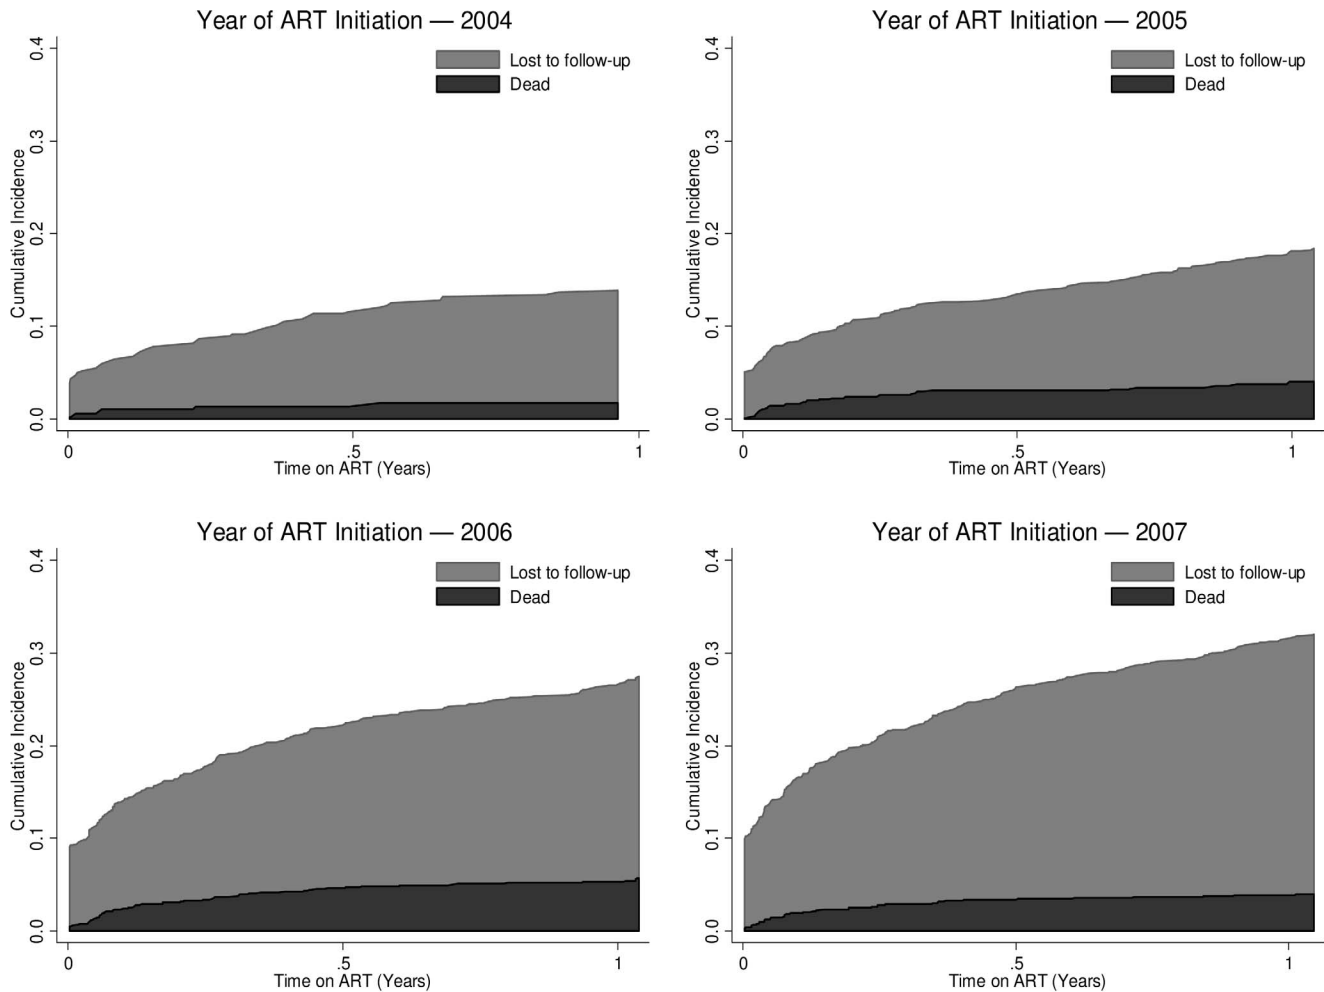 Year of ART Initiation — 2004
Lost to follow-up
Dead
Cumulative Incidence
0.4
0.3
0.2
0.1
0.0
0 .5 1
Time on ART (Years)
Year of ART Initiation — 2005
Lost to follow-up
Dead
Cumulative Incidence
0.4
0.3
0.2
0.1
0.0
0 .5 1
Time on ART (Years)
Year of ART Initiation — 2006
Lost to follow-up
Dead
Cumulative Incidence
0.4
0.3
0.2
0.1
0.0
0 .5 1
Time on ART (Years)
Year of ART Initiation — 2007
Lost to follow-up
Dead
Cumulative Incidence
0.4
0.3
0.2
0.1
0.0
0 .5 1
Time on ART (Years)